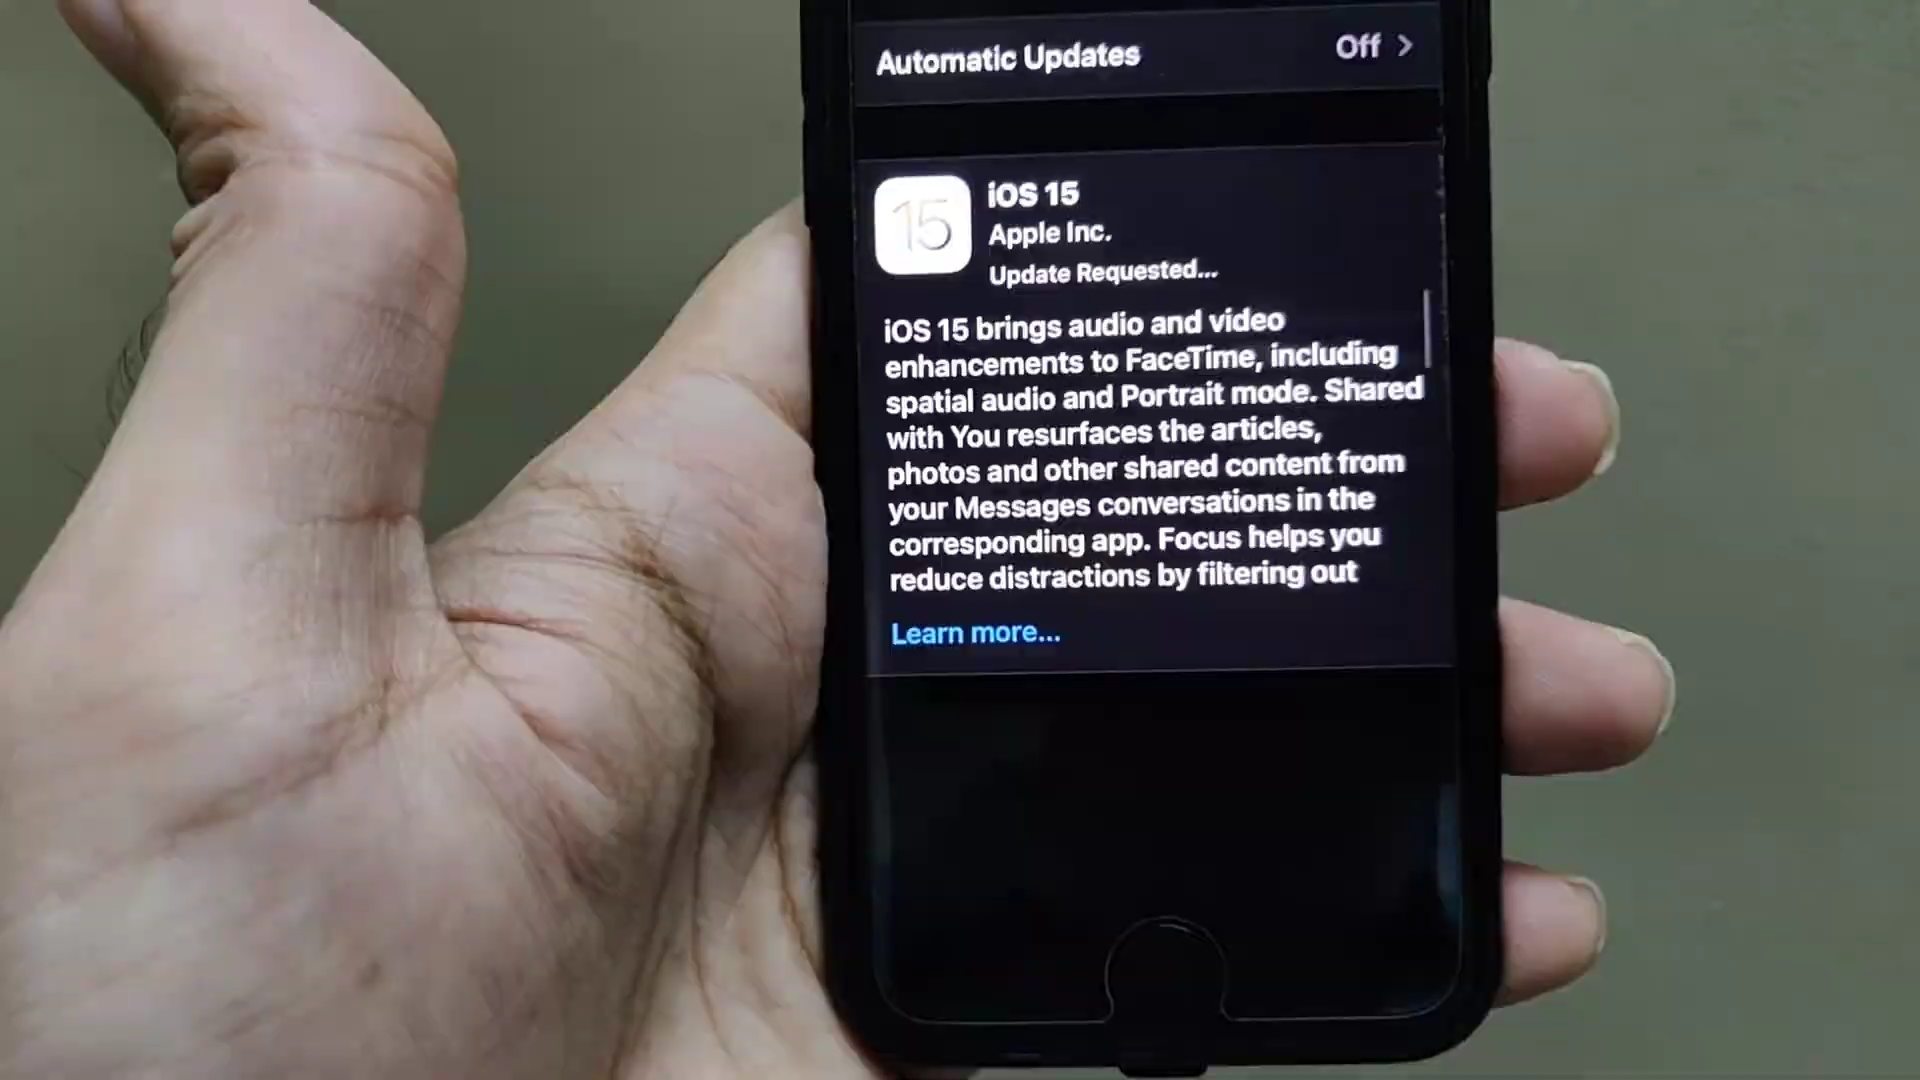 Automatic Updates Off
15
iOS 15
Apple Inc.
Update Requested...
iOS 15 brings audio and video
enhancements to FaceTime, including
spatial audio and Portrait mode. Shared
with You resurfaces the articles,
photos and other shared content from
your Messages conversations in the
corresponding app. Focus helps you
reduce distractions by filtering out
Learn more...